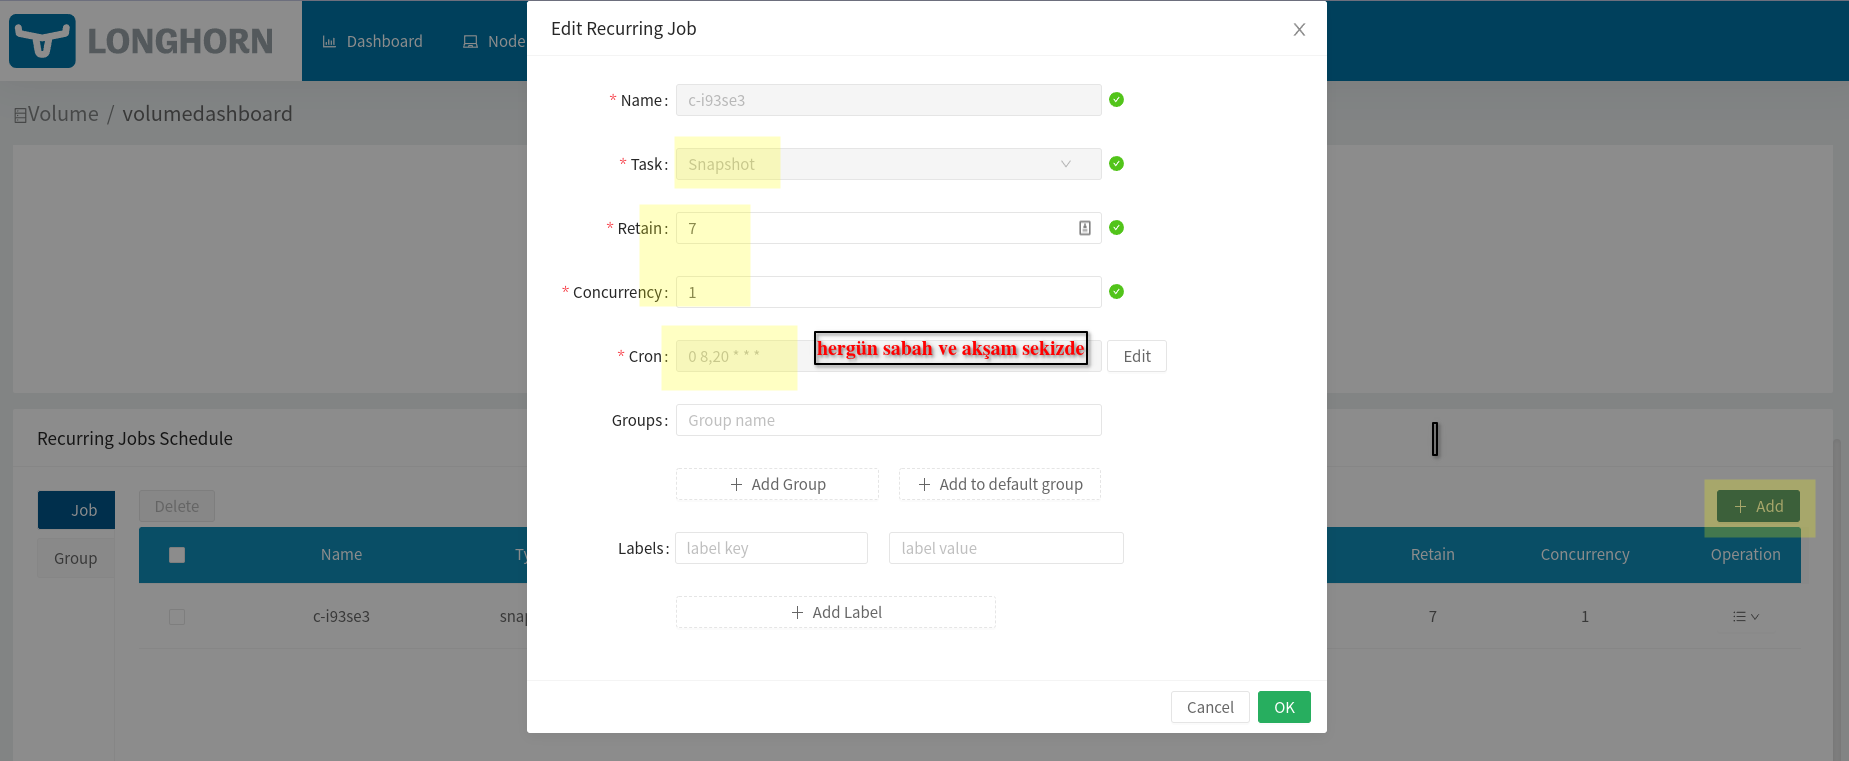 LONGHORN
Dashboard
Node
Volume / volumedashboard
Edit Recurring Job
* Name :
c-i93se3
* Task :
Snapshot
* Retain :
7
* Concurrency :
1
* Cron :
0 8,20 * * *
hergün sabah ve akşam sekizde
Edit
Groups :
Group name
+ Add Group
+ Add to default group
Labels :
label key
label value
+ Add Label
Cancel
OK
Recurring Jobs Schedule
Job
Group
Delete
+ Add
Name
Ty
Retain
Concurrency
Operation
c-i93se3
snap
7
1